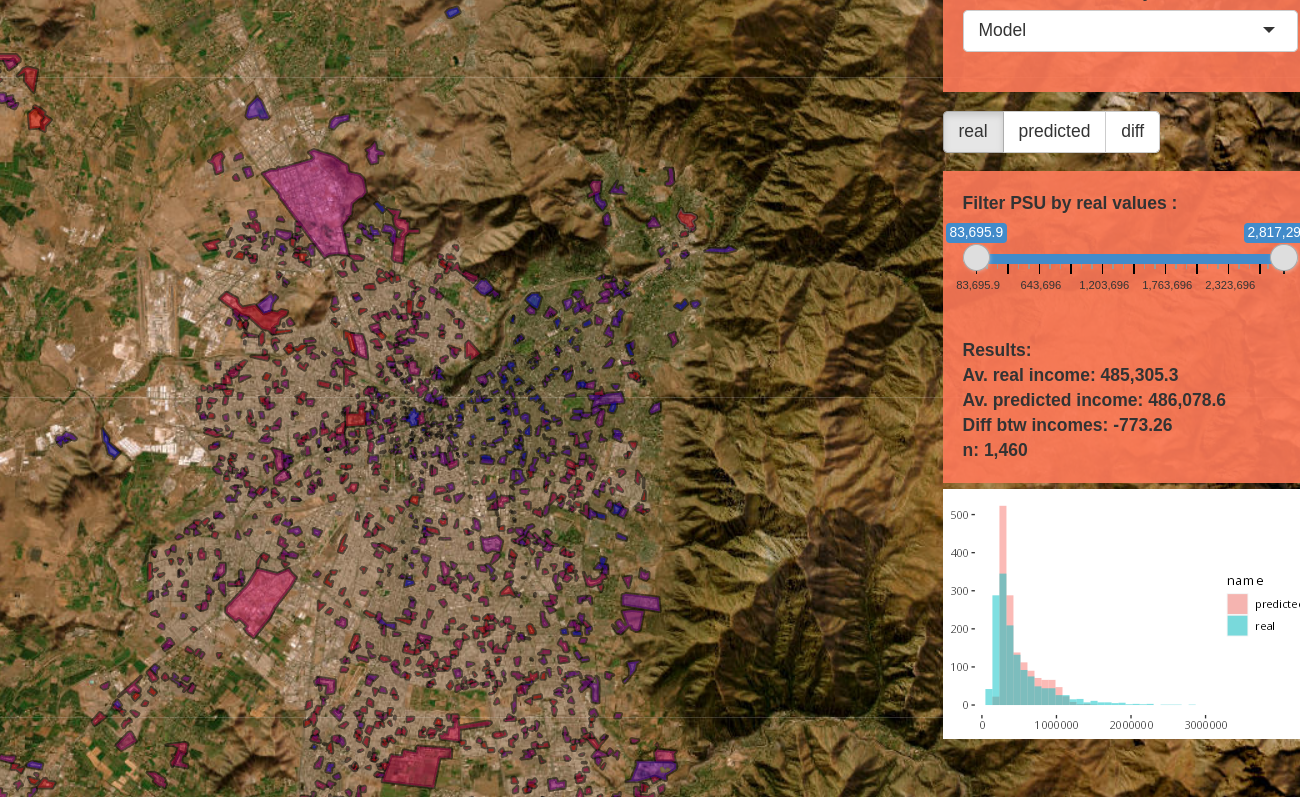 Model
real predicted diff
Filter PSU by real values :
83,695.9 2,817,29
83,695.9 643,696 1,203,696 1,763,696 2,323,696
Results:
Av. real income: 485,305.3
Av. predicted income: 486,078.6
Diff btw incomes: -773.26
n: 1,460
500
400
300
200
100
0
0 1000000 2000000 3000000
name
predicted
real